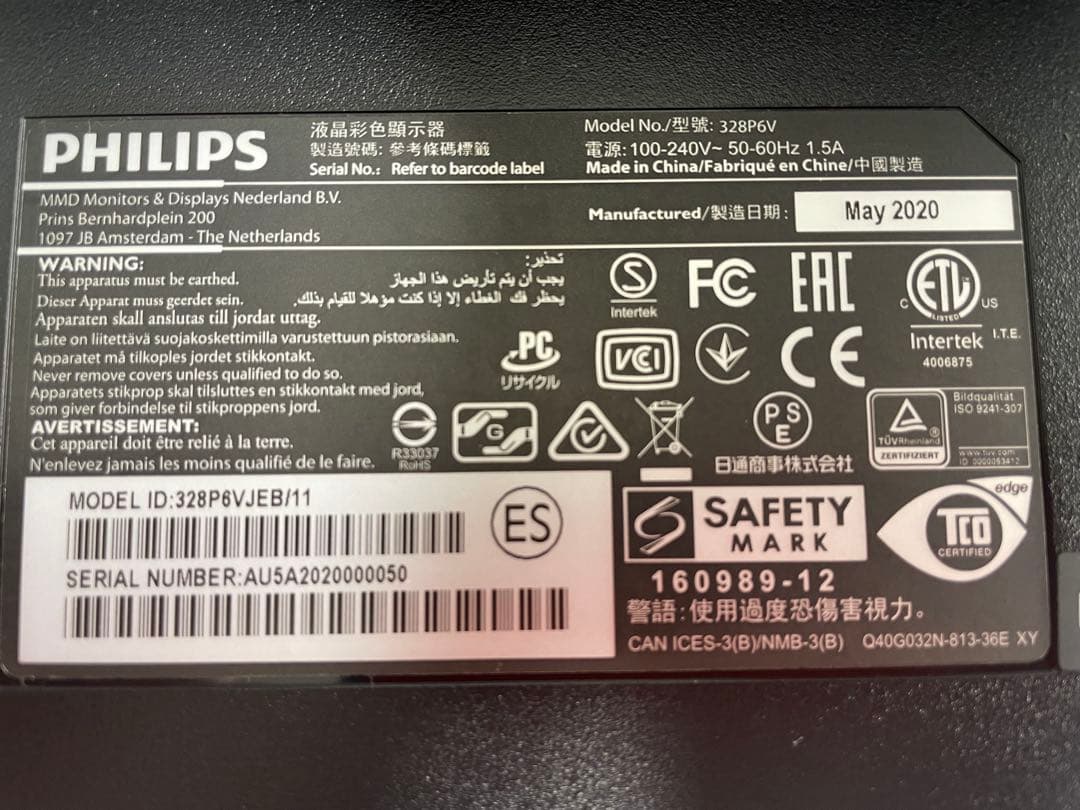 PHILIPS
液晶彩色顯示器
製造號碼: 參考條碼標籤
Serial No.: Refer to barcode label
Model No./型號: 328P6V
電源: 100-240V~ 50-60Hz 1.5A
Made in China/Fabriqué en Chine/中國製造
MMD Monitors & Displays Nederland B.V.
Prins Bernhardplein 200
1097 JB Amsterdam - The Netherlands
Manufactured/製造日期:
May 2020
WARNING:
This apparatus must be earthed.
Dieser Apparat muss geerdet sein.
Apparaten skall anslutas till jordat uttag.
Laite on liitettävä suojakoskettimilla varustettuun pistorasiaan.
Apparatet må tilkoples jordet stikkontakt.
Never remove covers unless qualified to do so.
Apparatets stikprop skal tilsluttes en stikkontakt med jord,
som giver forbindelse til stikproppens jord.
AVERTISSEMENT:
Cet appareil doit être relié à la terre.
N'enlevez jamais les moins qualifié de le faire.
تحذير:
يجب أن يتم تأريض هذا الجهاز
يحظر فك الغطاء إلا إذا كنت مؤهلا للقيام بذلك.
S
Intertek
FC
EAC
ETL
LISTED
C US
Intertek
I.T.E.
4006875
PC
リサイクル
VCCI
CE
R33037
RoHS
G
PSE
日通商事株式会社
TÜVRheinland
ZERTIFIZIERT
Bildqualität
ISO 9241-307
www.tuv.com
ID 0000053412
MODEL ID:328P6VJEB/11
ES
SERIAL NUMBER:AU5A2020000050
SAFETY
MARK
160989-12
edge
TCO
CERTIFIED
警語:使用過度恐傷害視力。
CAN ICES-3(B)/NMB-3(B)
Q40G032N-813-36E XY